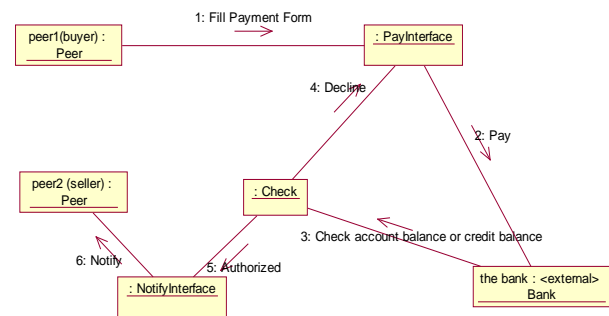 1: Fill Payment Form
peer1(buyer) :
Peer
: PayInterface
4: Decline
2: Pay
peer2 (seller) :
Peer
: Check
3: Check account balance or credit balance
6: Notify
5: Authorized
: NotifyInterface
the bank : <external>
Bank